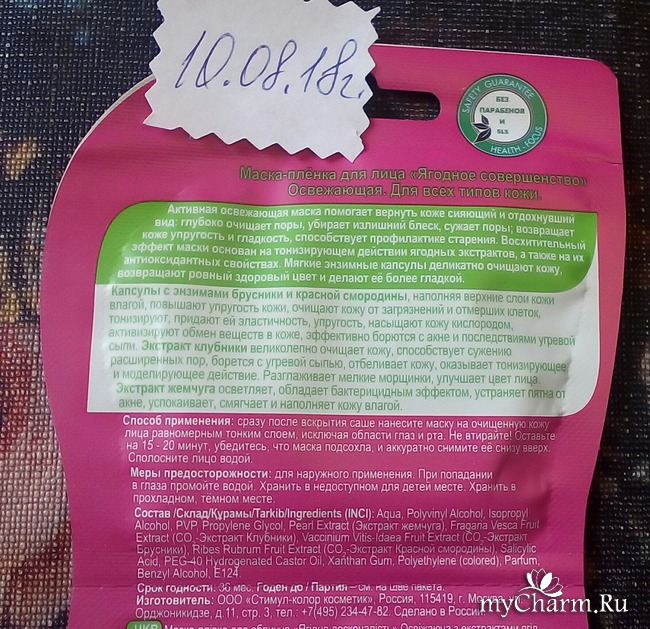 10.08.18г.
SAFETY GUARANTEE
БЕЗ
ПАРАБЕНОВ
И
SLS
HEALTH - FOCUS
Маска-плёнка для лица «Ягодное совершенство»
Освежающая. Для всех типов кожи.
Активная освежающая маска помогает вернуть коже сияющий и отдохнувший
вид: глубоко очищает поры, убирает излишний блеск, сужает поры; возвращает
коже упругость и гладкость, способствует профилактике старения. Восхитительный
эффект маски основан на тонизирующем действии ягодных экстрактов, а также на их
антиоксидантных свойствах. Мягкие энзимные капсулы деликатно очищают кожу,
возвращают ровный здоровый цвет и делают её более гладкой.
Капсулы с энзимами брусники и красной смородины, наполняя верхние слои кожи
влагой, повышают упругость кожи, очищают кожу от загрязнений и отмерших клеток,
тонизируют, придают ей эластичность, упругость, насыщают кожу кислородом,
активизируют обмен веществ в коже, эффективно борются с акне и последствиями угревой
сыпи. Экстракт клубники великолепно очищает кожу, способствует сужению
расширенных пор, борется с угревой сыпью, отбеливает кожу, оказывает тонизирующее
и моделирующее действие. Разглаживает мелкие морщинки, улучшает цвет лица.
Экстракт жемчуга осветляет, обладает бактерицидным эффектом, устраняет пятна от
акне, успокаивает, смягчает и наполняет кожу влагой.
Способ применения: сразу после вскрытия саше нанесите маску на очищенную кожу
лица равномерным тонким слоем, исключая области глаз и рта. Не втирайте! Оставьте
на 15 - 20 минут, убедитесь, что маска подсохла, и аккуратно снимите её снизу вверх.
Сполосните лицо водой.
Меры предосторожности: для наружного применения. При попадании
в глаза промойте водой. Хранить в недоступном для детей месте. Хранить в
прохладном, тёмном месте.
Состав /Склад/Құрамы/Tarkib/Ingredients (INCI): Aqua, Polyvinyl Alcohol, Isopropyl
Alcohol, PVP, Propylene Glycol, Pearl Extract (Экстракт жемчуга), Fragana Vesca Fruit
Extract (CO₂-Экстракт Клубники), Vaccinium Vitis-Idaea Fruit Extract (CO₂-Экстракт
Брусники), Ribes Rubrum Fruit Extract (CO₂-Экстракт Красной смородины), Salicylic
Acid, PEG-40 Hydrogenated Castor Oil, Xanthan Gum, Polyethylene (colored), Parfum,
Benzyl Alcohol, E124.
Срок годности: 36 мес. Годен до / Партия – см. на шве пакета.
Изготовитель: ООО «Стимул-колор косметик», Россия, 115419, г. Москва, ул.
Орджоникидзе, д.11, стр. 3, тел.: +7(495) 234-47-82. Сделано в России.
УКР
myCharm.Ru